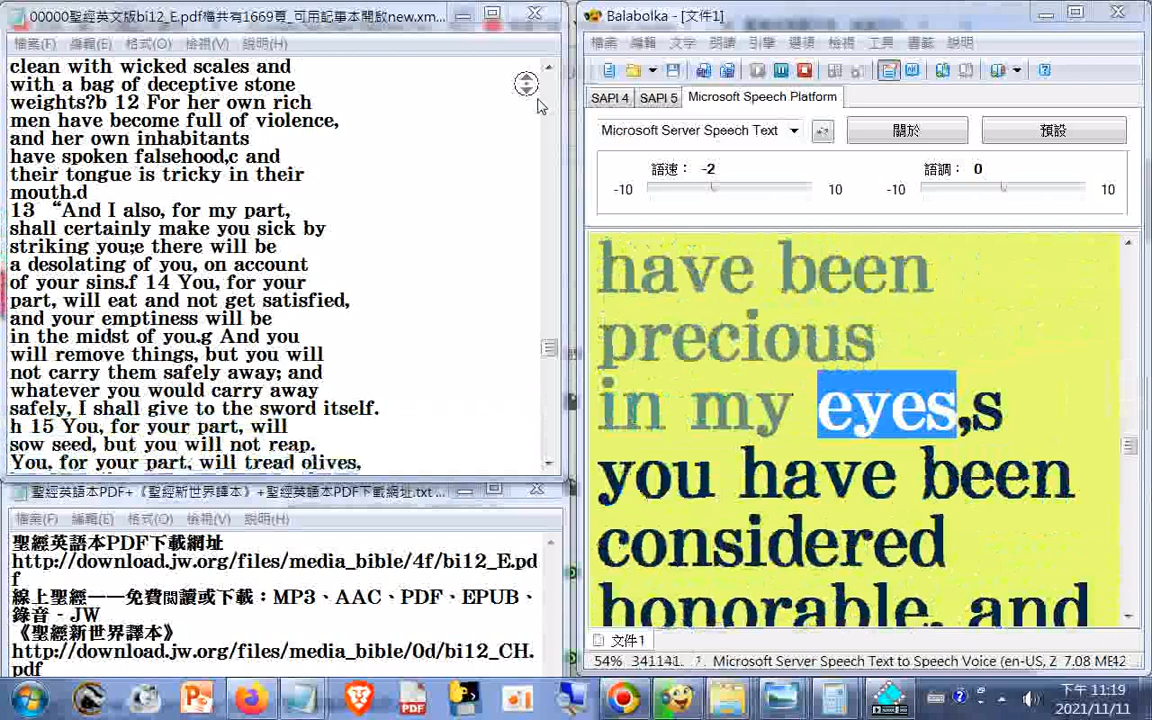 00000聖經英文版bi12_E.pdf檔共有1669頁_可用記事本開啟new.xm...
檔案(F) 編輯(E) 格式(O) 檢視(V) 說明(H)
clean with wicked scales and
with a bag of deceptive stone
weights?b 12 For her own rich
men have become full of violence,
and her own inhabitants
have spoken falsehood,c and
their tongue is tricky in their
mouth.d
13 “And I also, for my part,
shall certainly make you sick by
striking you;e there will be
a desolating of you, on account
of your sins.f 14 You, for your
part, will eat and not get satisfied,
and your emptiness will be
in the midst of you.g And you
will remove things, but you will
not carry them safely away; and
whatever you would carry away
safely, I shall give to the sword itself.
h 15 You, for your part, will
sow seed, but you will not reap.
You, for your part, will tread olives,
聖經英語本PDF+《聖經新世界譯本》+聖經英語本PDF下載網址.txt ...
檔案(F) 編輯(E) 格式(O) 檢視(V) 說明(H)
聖經英語本PDF下載網址
http://download.jw.org/files/media_bible/4f/bi12_E.pd
f
線上聖經——免費閱讀或下載：MP3、AAC、PDF、EPUB、
錄音 - JW
《聖經新世界譯本》
http://download.jw.org/files/media_bible/0d/bi12_CH.
pdf
Balabolka - [文件1]
檔案 編輯 文字 朗讀 引擎 選項 檢視 工具 書籤 說明
SAPI 4 SAPI 5 Microsoft Speech Platform
Microsoft Server Speech Text 關於 預設
語速： -2 語調： 0
-10 10 -10 10
have been
precious
in my eyes,s
you have been
considered
honorable, and
文件1
54% 341141. Microsoft Server Speech Text to Speech Voice (en-US, Z 7.08 ME42
PDF
下午 11:19
2021/11/11